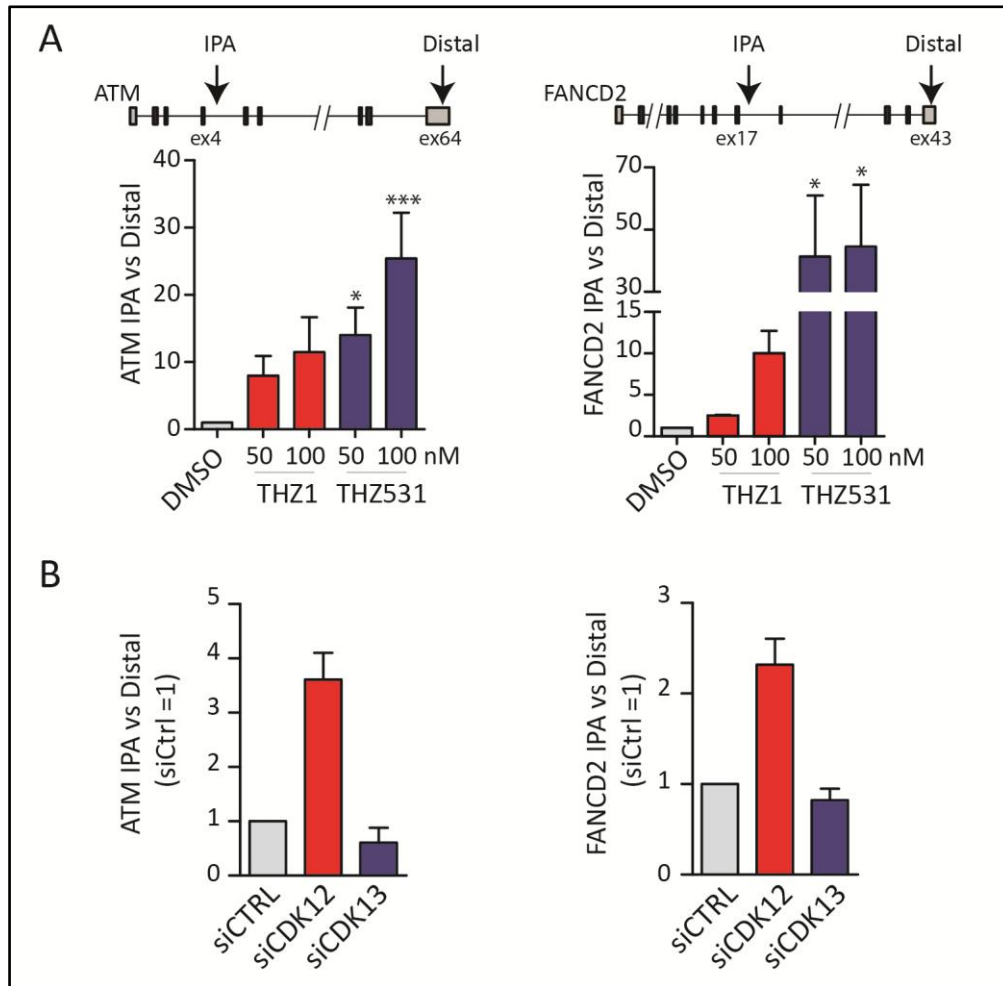 A
IPA Distal
ATM
ex4 ex64
ATM IPA vs Distal
40
30
20
10
0
*
***
DMSO
50 100 50 100 nM
THZ1 THZ531
IPA Distal
FANCD2
ex17 ex43
FANCD2 IPA vs Distal
70
50
30
15
10
5
0
* *
DMSO
50 100 50 100 nM
THZ1 THZ531
B
ATM IPA vs Distal
(siCtrl =1)
5
4
3
2
1
0
siCTRL
siCDK12
siCDK13
FANCD2 IPA vs Distal
(siCtrl =1)
3
2
1
0
siCTRL
siCDK12
siCDK13